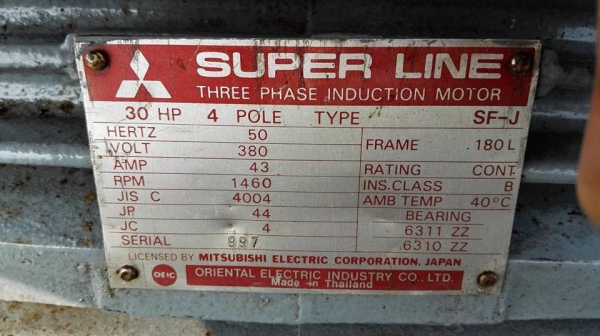 SUPER LINE
THREE PHASE INDUCTION MOTOR
30 HP 4 POLE TYPE SF-J
HERTZ 50
VOLT 380
AMP 43
RPM 1460
JIS C 4004
JP 44
JC 4
SERIAL 897
FRAME 180 L
RATING CONT
INS.CLASS B
AMB TEMP 40°C
BEARING
6311 ZZ
6310 ZZ
LICENSED BY MITSUBISHI ELECTRIC CORPORATION, JAPAN
OEIC ORIENTAL ELECTRIC INDUSTRY CO., LTD.
Made in Thailand